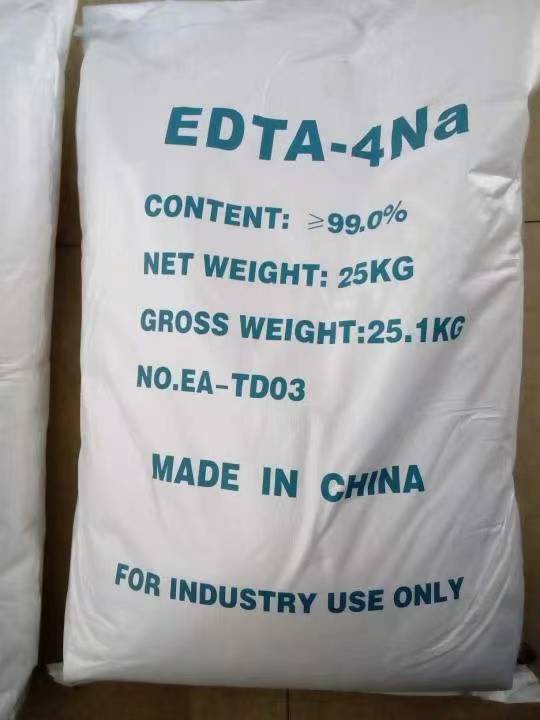 EDTA-4Na
CONTENT: ≥99.0%
NET WEIGHT: 25KG
GROSS WEIGHT:25.1KG
NO.EA-TD03
MADE IN CHINA
FOR INDUSTRY USE ONLY